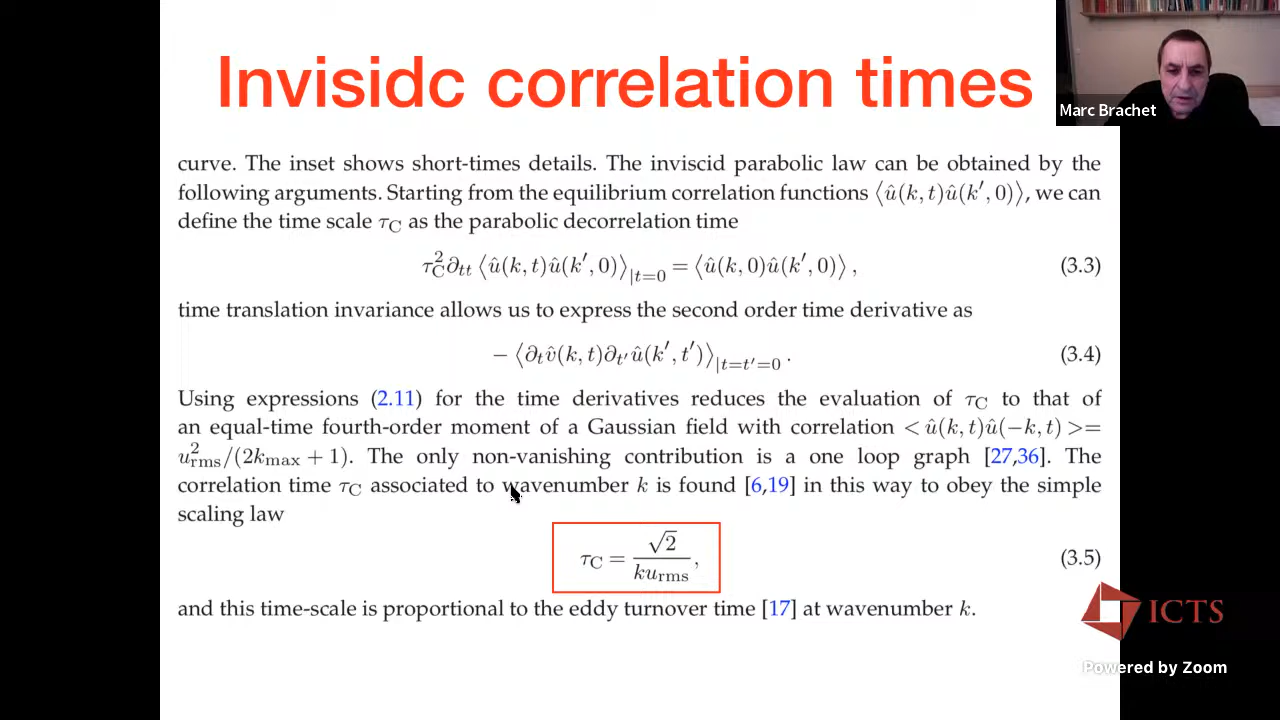 Invisidc correlation times
Marc Brachet
curve. The inset shows short-times details. The inviscid parabolic law can be obtained by the
following arguments. Starting from the equilibrium correlation functions ⟨û(k, t)û(k′, 0)⟩, we can
define the time scale τ_C as the parabolic decorrelation time
τ_C^2 ∂_tt ⟨û(k, t)û(k′, 0)⟩_|t=0 = ⟨û(k, 0)û(k′, 0)⟩ , (3.3)
time translation invariance allows us to express the second order time derivative as
− ⟨∂_t v̂(k, t)∂_t′ û(k′, t′)⟩_|t=t′=0 . (3.4)
Using expressions (2.11) for the time derivatives reduces the evaluation of τ_C to that of
an equal-time fourth-order moment of a Gaussian field with correlation < û(k, t)û(−k, t) >=
u_rms^2/(2k_max + 1). The only non-vanishing contribution is a one loop graph [27,36]. The
correlation time τ_C associated to wavenumber k is found [6,19] in this way to obey the simple
scaling law
τ_C = √2/(ku_rms), (3.5)
and this time-scale is proportional to the eddy turnover time [17] at wavenumber k.
ICTS
Powered by Zoom